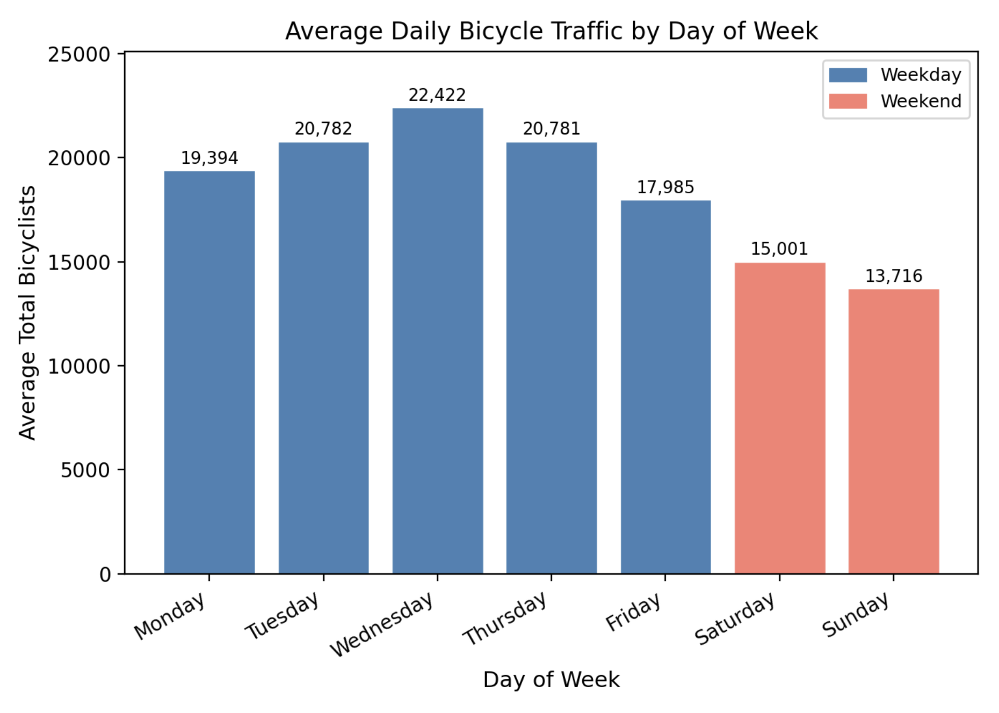 Average Daily Bicycle Traffic by Day of Week
25000
20000
15000
10000
5000
0
Average Total Bicyclists
Weekday
Weekend
19,394
20,782
22,422
20,781
17,985
15,001
13,716
Monday
Tuesday
Wednesday
Thursday
Friday
Saturday
Sunday
Day of Week